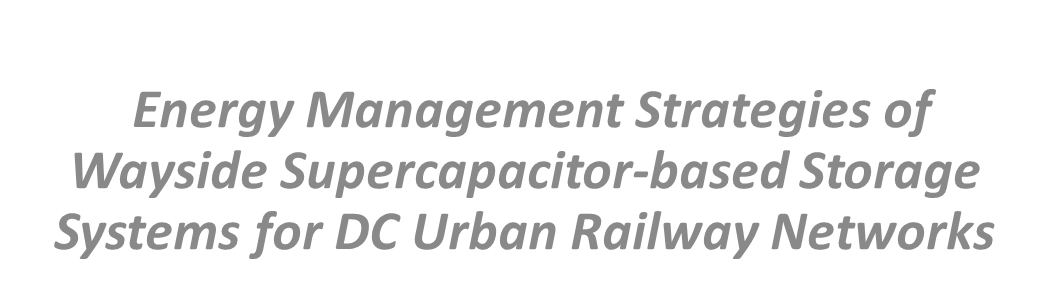 Energy Management Strategies of
Wayside Supercapacitor-based Storage
Systems for DC Urban Railway Networks